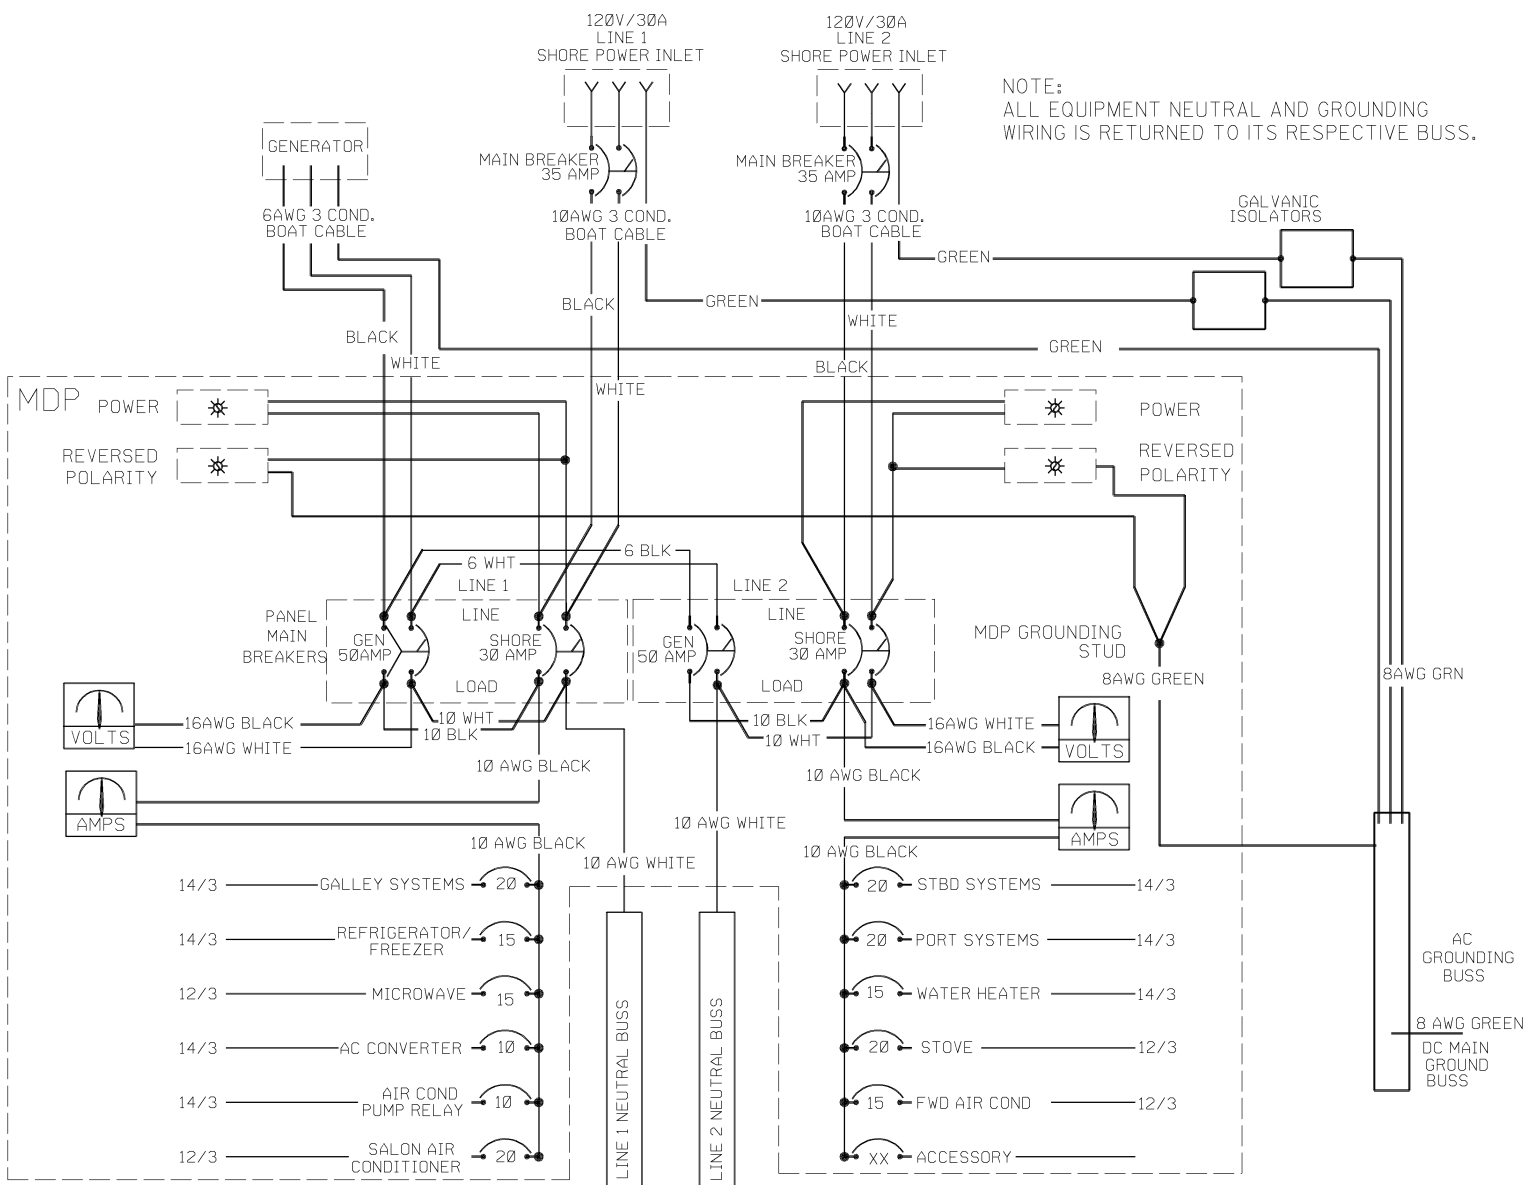 120V/30A
LINE 1
SHORE POWER INLET
120V/30A
LINE 2
SHORE POWER INLET
NOTE:
ALL EQUIPMENT NEUTRAL AND GROUNDING
WIRING IS RETURNED TO ITS RESPECTIVE BUSS.
GENERATOR
MAIN BREAKER
35 AMP
MAIN BREAKER
35 AMP
6AWG 3 COND.
BOAT CABLE
10AWG 3 COND.
BOAT CABLE
10AWG 3 COND.
BOAT CABLE
GALVANIC
ISOLATORS
GREEN
GREEN
BLACK
WHITE
BLACK
WHITE
GREEN
BLACK
WHITE
MDP
POWER
POWER
REVERSED
POLARITY
REVERSED
POLARITY
6 BLK
6 WHT
LINE 1
LINE 2
PANEL
MAIN
BREAKERS
LINE
GEN
50AMP
SHORE
30 AMP
LOAD
LINE
GEN
50 AMP
SHORE
30 AMP
LOAD
MDP GROUNDING
STUD
8AWG GREEN
8AWG GRN
VOLTS
16AWG BLACK
16AWG WHITE
10 WHT
10 BLK
10 BLK
10 WHT
16AWG WHITE
16AWG BLACK
VOLTS
10 AWG BLACK
10 AWG BLACK
AMPS
AMPS
10 AWG WHITE
10 AWG BLACK
10 AWG WHITE
10 AWG BLACK
14/3 GALLEY SYSTEMS 20
14/3 REFRIGERATOR/
FREEZER 15
12/3 MICROWAVE 15
14/3 AC CONVERTER 10
14/3 AIR COND
PUMP RELAY 10
12/3 SALON AIR
CONDITIONER 20
LINE 1 NEUTRAL BUSS
LINE 2 NEUTRAL BUSS
20 STBD SYSTEMS 14/3
20 PORT SYSTEMS 14/3
15 WATER HEATER 14/3
20 STOVE 12/3
15 FWD AIR COND 12/3
XX ACCESSORY
AC
GROUNDING
BUSS
8 AWG GREEN
DC MAIN
GROUND
BUSS